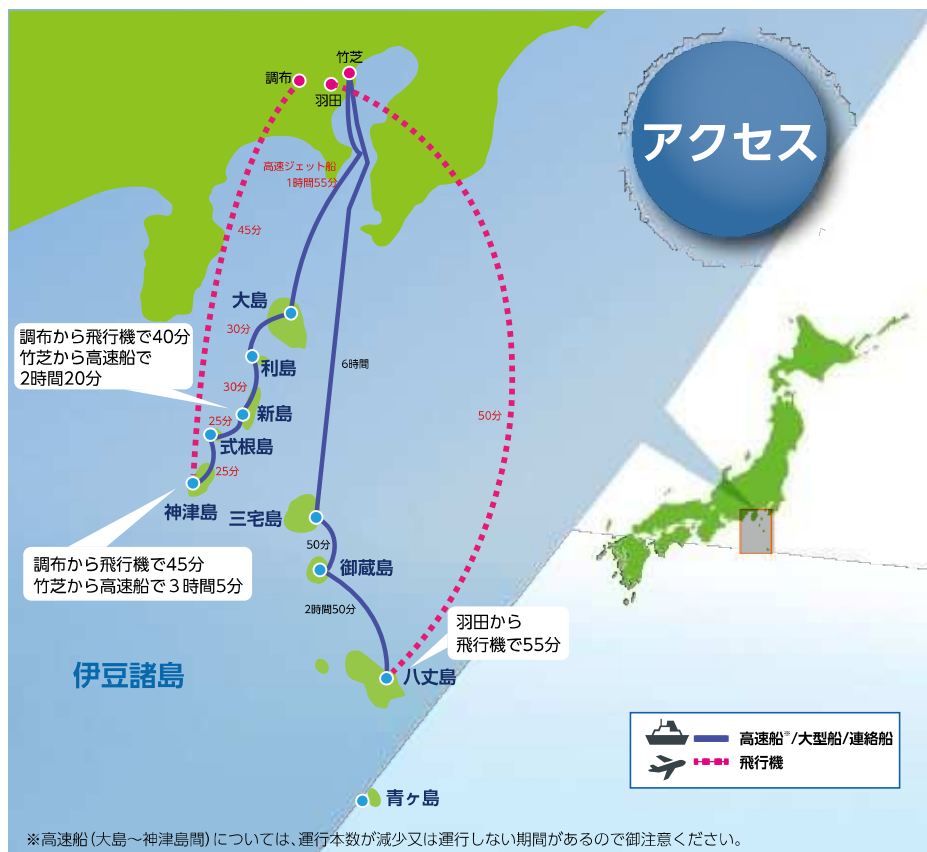 アクセス
竹芝
調布
羽田
高速ジェット船
1時間55分
45分
大島
30分
調布から飛行機で40分
竹芝から高速船で
2時間20分
6時間
利島
30分
新島
50分
25分
式根島
25分
神津島
三宅島
50分
調布から飛行機で45分
竹芝から高速船で3時間5分
御蔵島
2時間50分
羽田から
飛行機で55分
伊豆諸島
八丈島
高速船※/大型船/連絡船
飛行機
青ヶ島
※高速船(大島～神津島間)については、運行本数が減少又は運行しない期間があるので御注意ください。